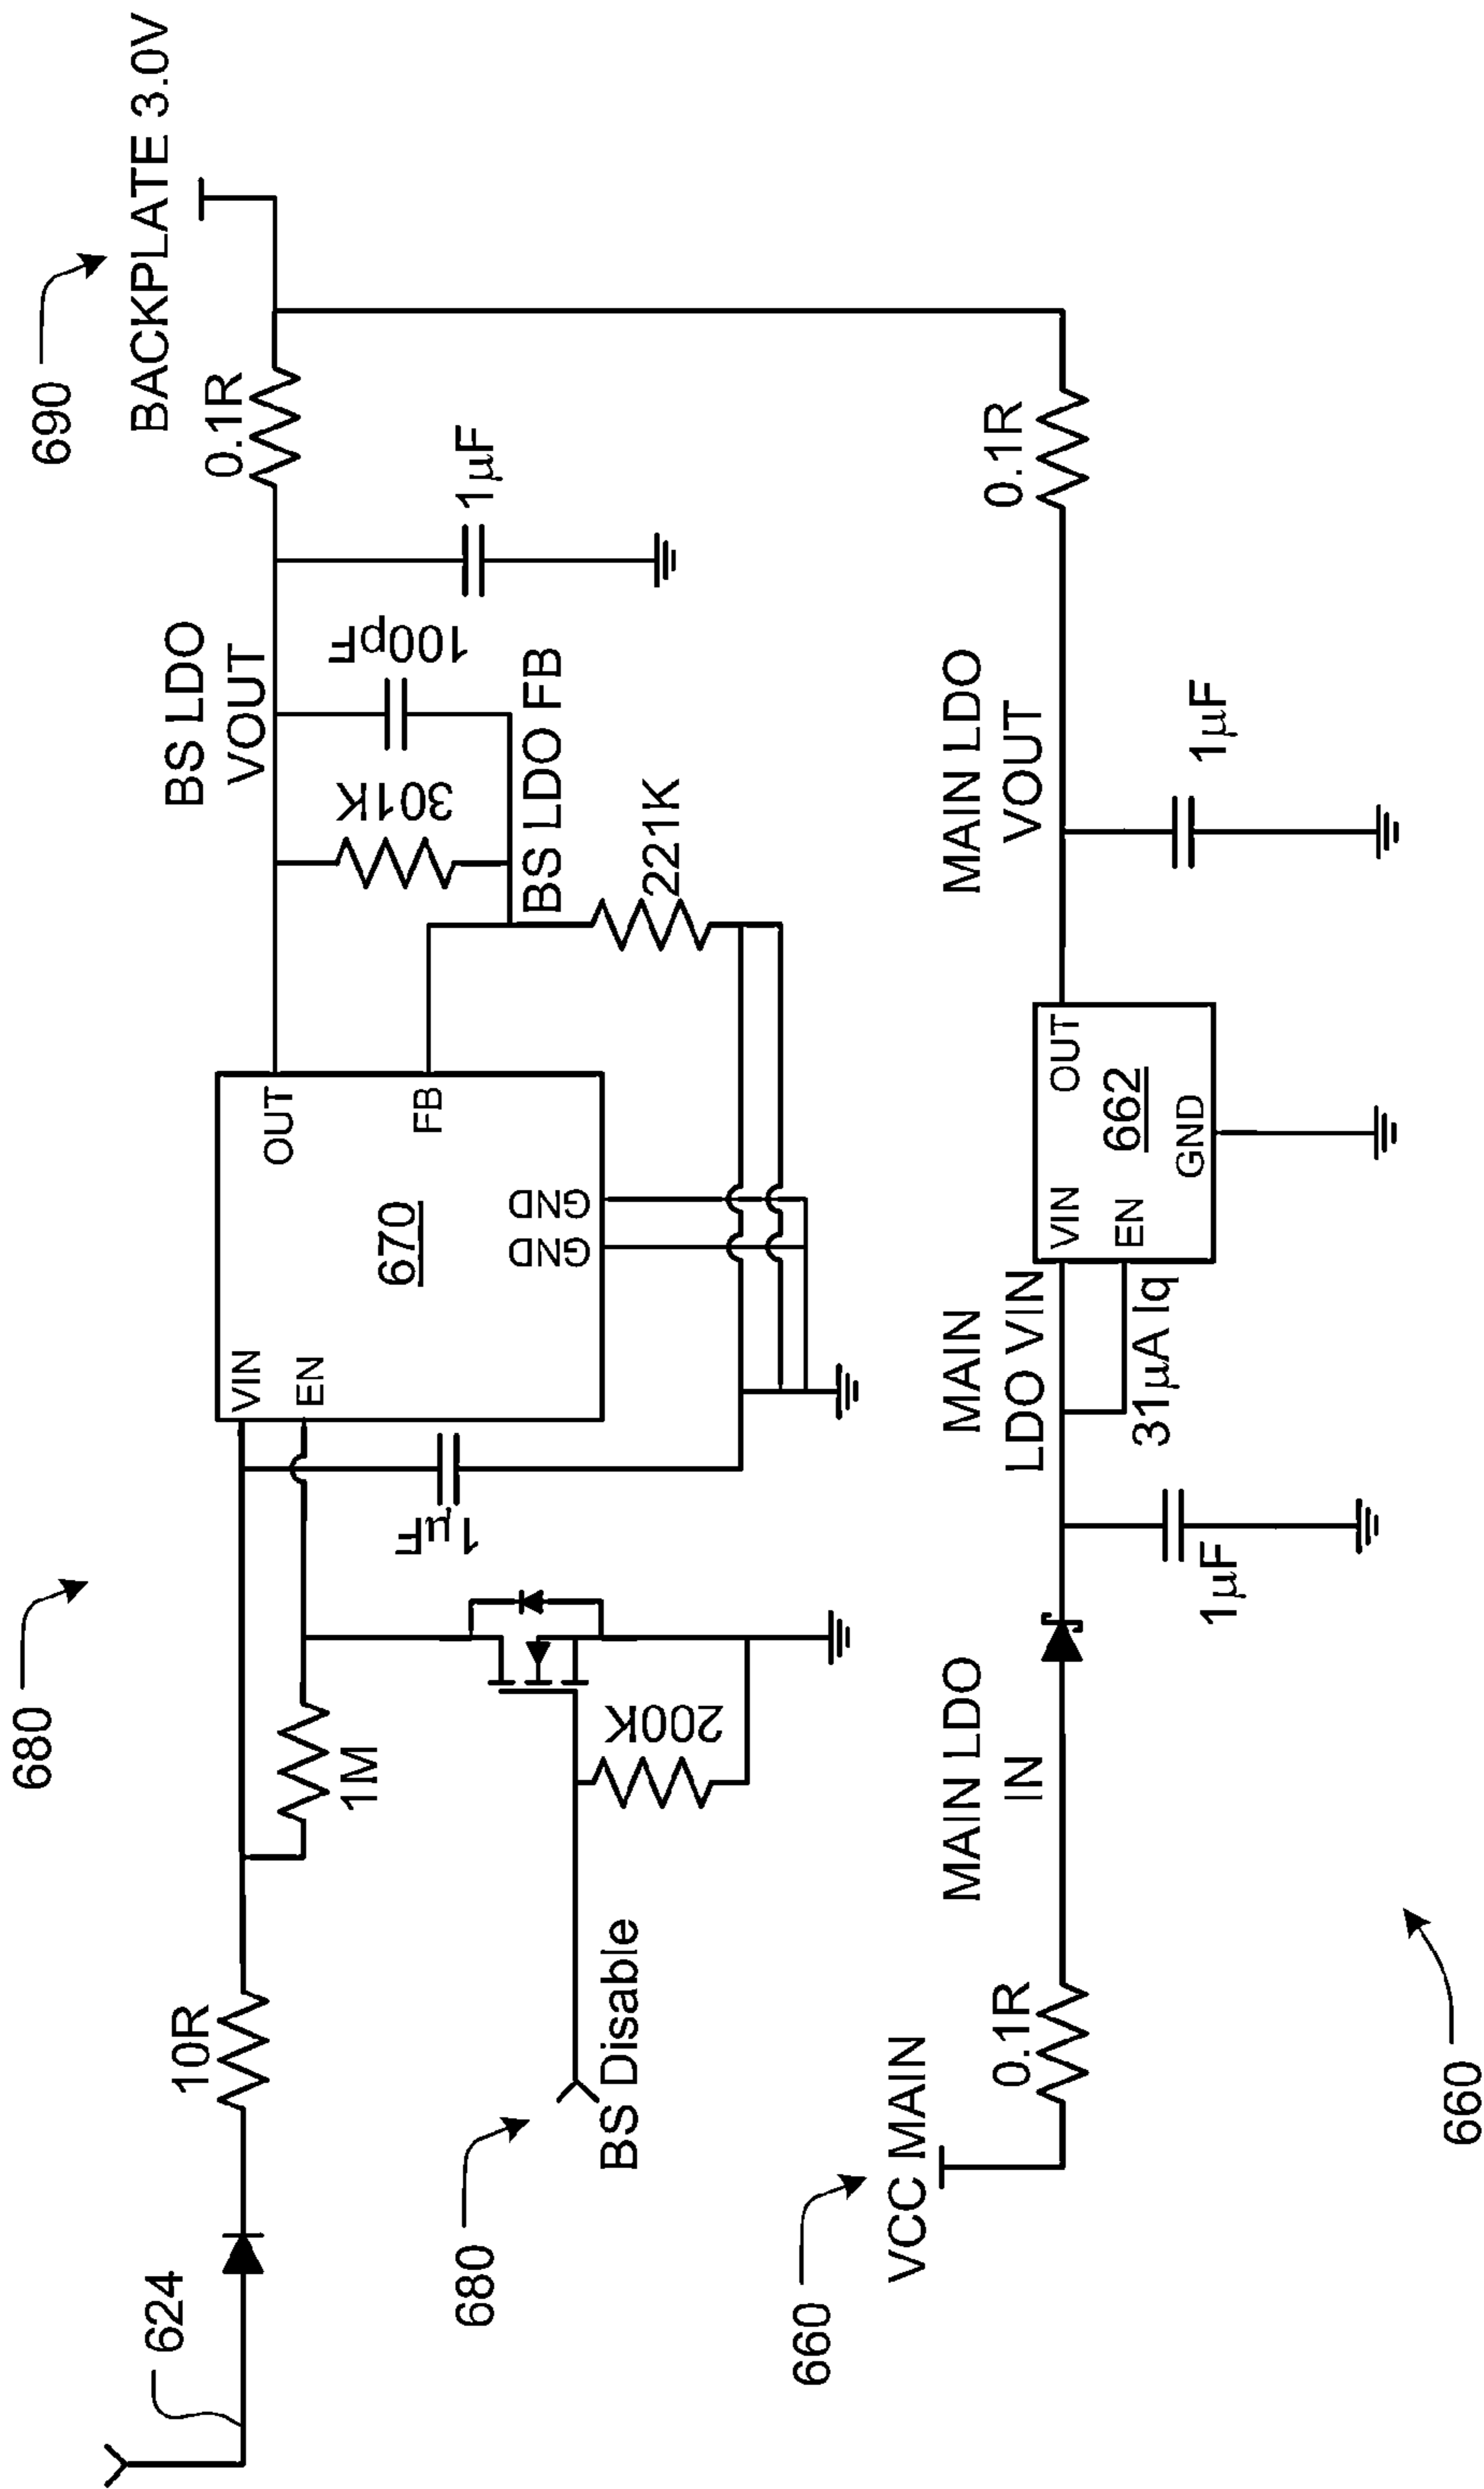 690
BACKPLATE 3.0V
680
BS LDO
VOUT
0.1R
624
10R
1M
VIN
EN
OUT
FB
670
GND
GND
301K
100pF
1µF
1µF
BS LDO FB
221K
200K
680
BS Disable
660
VCC MAIN
0.1R
MAIN LDO
IN
MAIN
LDO VIN
1µF
31µA Iq
VIN
EN
OUT
662
GND
MAIN LDO
VOUT
1µF
0.1R
660